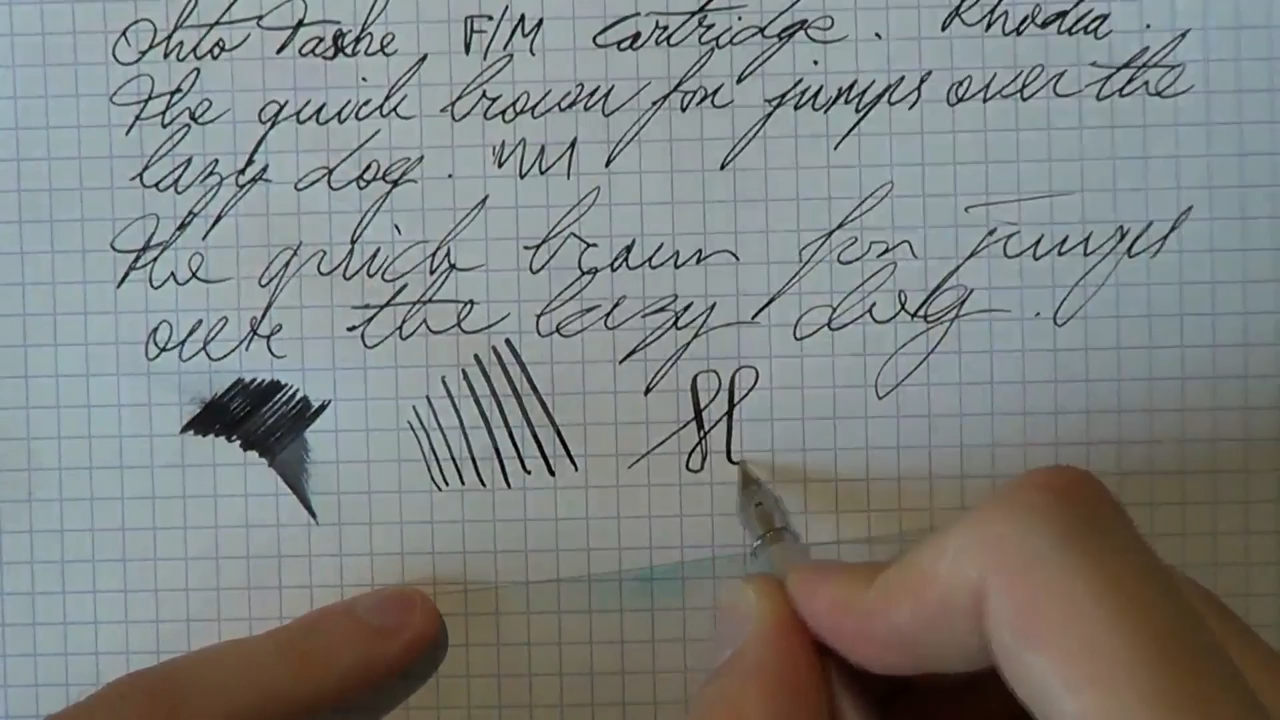 Ohto Tasche F/M Cartridge. Rhodia.
The quick brown fox jumps over the
lazy dog.
The quick brown fox jumps
over the lazy dog.